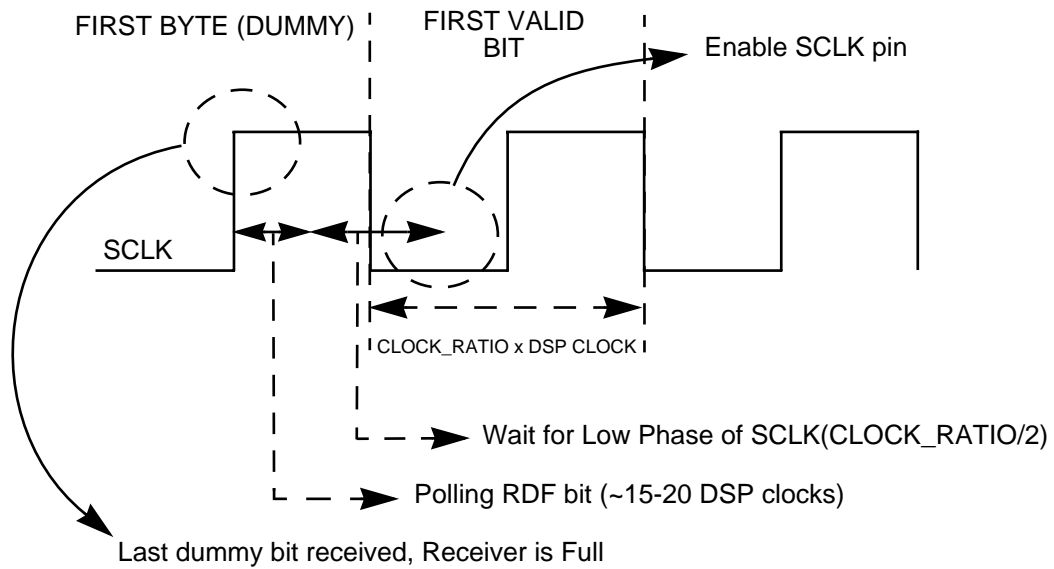 FIRST BYTE (DUMMY)
FIRST VALID
BIT
Enable SCLK pin
SCLK
CLOCK_RATIO x DSP CLOCK
Wait for Low Phase of SCLK(CLOCK_RATIO/2)
Polling RDF bit (~15-20 DSP clocks)
Last dummy bit received, Receiver is Full